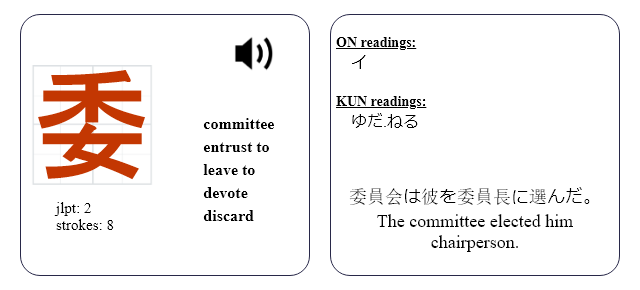 委
committee
entrust to
leave to
devote
discard
jlpt: 2
strokes: 8
ON readings:
イ
KUN readings:
ゆだ.ねる
委員会は彼を委員長に選んだ。
The committee elected him
chairperson.